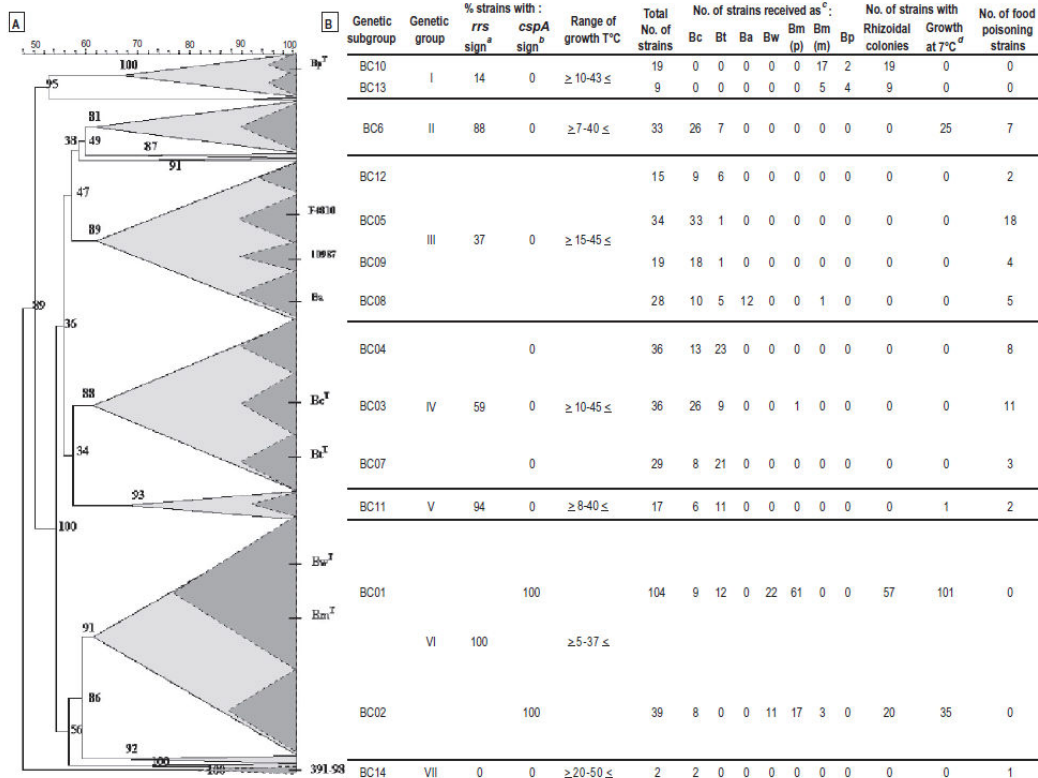 A
50 60 70 80 90 100
100
Bp T
95
81
38 49
87
91
47
89
F4810
10987
Ba
89
36
88
Bc T
34
Bt T
93
100
Bw T
Bm T
91
86
56
92
100
100
391-98
B
% strains with : No. of strains received as c: No. of strains with
Genetic subgroup Genetic group rrs sign a cspA sign b Range of growth T°C Total No. of strains Bc Bt Ba Bw Bm (p) Bm (m) Bp Rhizoidal colonies Growth at 7°C d No. of food poisoning strains
BC10 19 0 0 0 0 0 17 2 19 0 0
I 14 0 ≥ 10-43 ≤
BC13 9 0 0 0 0 0 5 4 9 0 0
BC6 II 88 0 ≥7-40 ≤ 33 26 7 0 0 0 0 0 0 25 7
BC12 15 9 6 0 0 0 0 0 0 0 2
BC05 34 33 1 0 0 0 0 0 0 0 18
III 37 0 ≥ 15-45 ≤
BC09 19 18 1 0 0 0 0 0 0 0 4
BC08 28 10 5 12 0 0 1 0 0 0 5
BC04 0 36 13 23 0 0 0 0 0 0 0 8
BC03 IV 59 0 ≥ 10-45 ≤ 36 26 9 0 0 1 0 0 0 0 11
BC07 0 29 8 21 0 0 0 0 0 0 0 3
BC11 V 94 0 ≥ 8-40 ≤ 17 6 11 0 0 0 0 0 0 1 2
BC01 100 104 9 12 0 22 61 0 0 57 101 0
VI 100 ≥5-37 ≤
BC02 100 39 8 0 0 11 17 3 0 20 35 0
BC14 VII 0 0 ≥20-50 ≤ 2 2 0 0 0 0 0 0 0 0 1